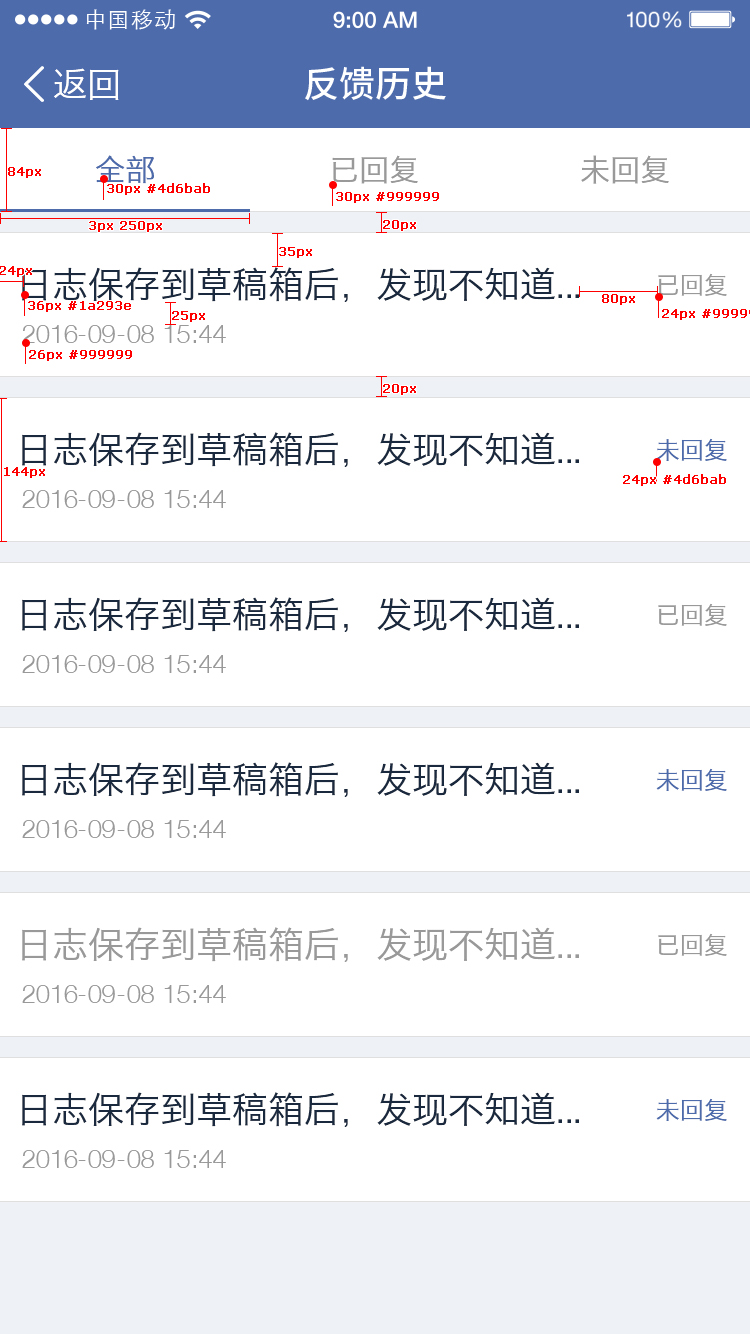 中国移动 9:00 AM 100%
返回 反馈历史
84px
全部 已回复 未回复
30px #4d6bab 30px #999999
3px 250px 20px
35px
24px
日志保存到草稿箱后，发现不知道... 已回复
80px
36px #1a293e 25px 24px #9999
2016-09-08 15:44
26px #999999
20px
日志保存到草稿箱后，发现不知道... 未回复
144px
24px #4d6bab
2016-09-08 15:44
日志保存到草稿箱后，发现不知道... 已回复
2016-09-08 15:44
日志保存到草稿箱后，发现不知道... 未回复
2016-09-08 15:44
日志保存到草稿箱后，发现不知道... 已回复
2016-09-08 15:44
日志保存到草稿箱后，发现不知道... 未回复
2016-09-08 15:44